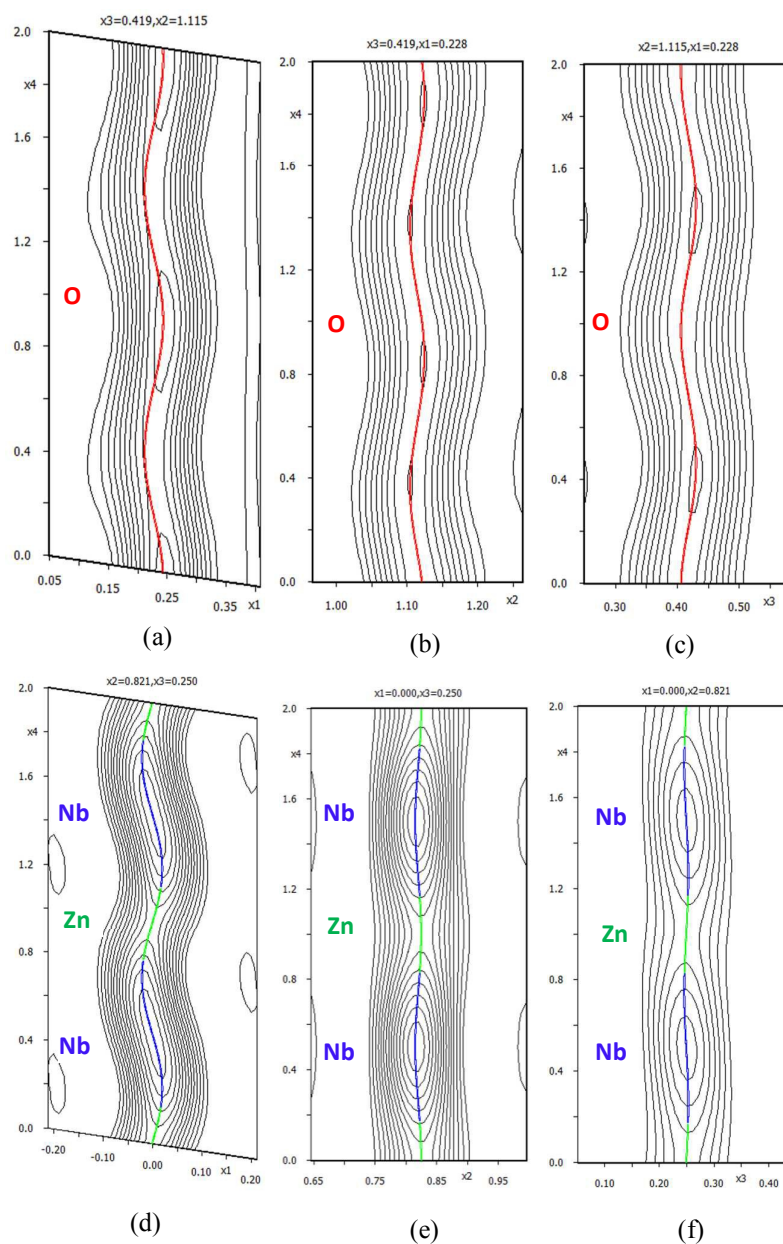 x3=0.419,x2=1.115
2.0
x4
1.6
1.2
O
0.8
0.4
0.0
0.05
0.15
0.25
0.35
x1
(a)
x3=0.419,x1=0.228
2.0
x4
1.6
1.2
O
0.8
0.4
0.0
1.00
1.10
1.20
x2
(b)
x2=1.115,x1=0.228
2.0
x4
1.6
1.2
O
0.8
0.4
0.0
0.30
0.40
0.50
x3
(c)
x2=0.821,x3=0.250
2.0
x4
1.6
Nb
1.2
Zn
0.8
0.4
Nb
0.0
-0.20
-0.10
0.00
0.10
0.20
x1
(d)
x1=0.000,x3=0.250
2.0
x4
1.6
Nb
1.2
Zn
0.8
Nb
0.4
0.0
0.65
0.75
0.85
x2
0.95
(e)
x1=0.000,x2=0.821
2.0
x4
1.6
Nb
1.2
Zn
0.8
Nb
0.4
0.0
0.10
0.20
0.30
x3
0.40
(f)